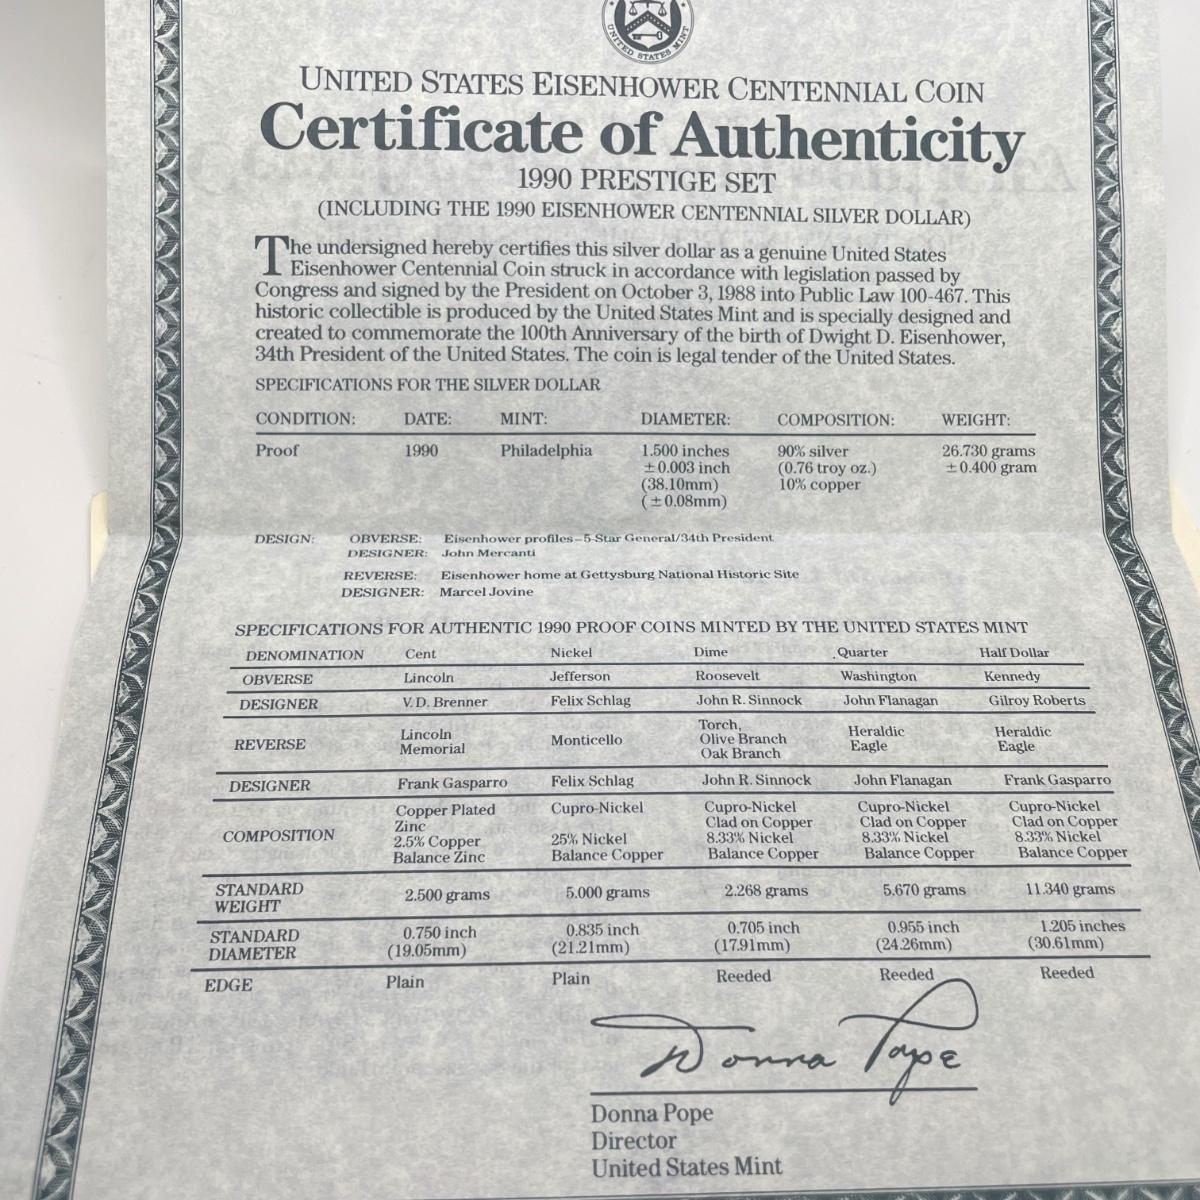 UNITED STATES MINT
UNITED STATES EISENHOWER CENTENNIAL COIN
Certificate of Authenticity
1990 PRESTIGE SET
(INCLUDING THE 1990 EISENHOWER CENTENNIAL SILVER DOLLAR)
The undersigned hereby certifies this silver dollar as a genuine United States
Eisenhower Centennial Coin struck in accordance with legislation passed by
Congress and signed by the President on October 3, 1988 into Public Law 100-467. This
historic collectible is produced by the United States Mint and is specially designed and
created to commemorate the 100th Anniversary of the birth of Dwight D. Eisenhower,
34th President of the United States. The coin is legal tender of the United States.
SPECIFICATIONS FOR THE SILVER DOLLAR
CONDITION: DATE: MINT: DIAMETER: COMPOSITION: WEIGHT:
Proof 1990 Philadelphia 1.500 inches 90% silver 26.730 grams
±0.003 inch (0.76 troy oz.) ±0.400 gram
(38.10mm) 10% copper
(±0.08mm)
DESIGN: OBVERSE: Eisenhower profiles–5-Star General/34th President
DESIGNER: John Mercanti
REVERSE: Eisenhower home at Gettysburg National Historic Site
DESIGNER: Marcel Jovine
SPECIFICATIONS FOR AUTHENTIC 1990 PROOF COINS MINTED BY THE UNITED STATES MINT
DENOMINATION Cent Nickel Dime Quarter Half Dollar
OBVERSE Lincoln Jefferson Roosevelt Washington Kennedy
DESIGNER V.D. Brenner Felix Schlag John R. Sinnock John Flanagan Gilroy Roberts
REVERSE Lincoln Memorial Monticello Torch, Olive Branch Oak Branch Heraldic Eagle Heraldic Eagle
DESIGNER Frank Gasparro Felix Schlag John R. Sinnock John Flanagan Frank Gasparro
COMPOSITION Copper Plated Zinc 2.5% Copper Balance Zinc Cupro-Nickel 25% Nickel Balance Copper Cupro-Nickel Clad on Copper 8.33% Nickel Balance Copper Cupro-Nickel Clad on Copper 8.33% Nickel Balance Copper Cupro-Nickel Clad on Copper 8.33% Nickel Balance Copper
STANDARD WEIGHT 2.500 grams 5.000 grams 2.268 grams 5.670 grams 11.340 grams
STANDARD DIAMETER 0.750 inch (19.05mm) 0.835 inch (21.21mm) 0.705 inch (17.91mm) 0.955 inch (24.26mm) 1.205 inches (30.61mm)
EDGE Plain Plain Reeded Reeded Reeded
Donna Pope
Donna Pope
Director
United States Mint